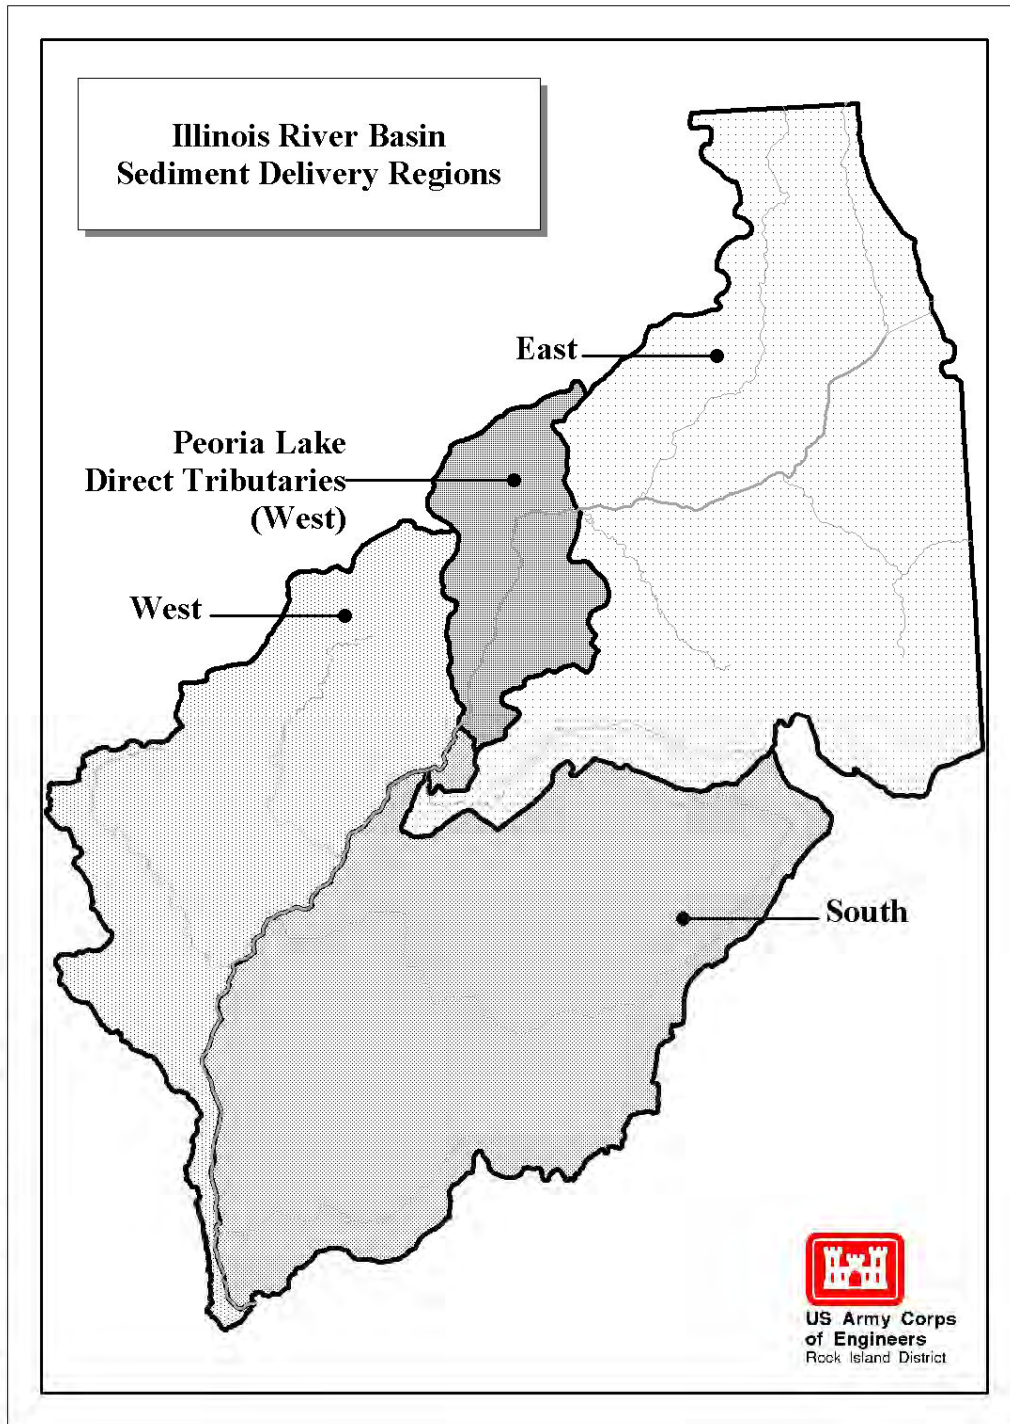 Illinois River Basin
Sediment Delivery Regions
East
Peoria Lake
Direct Tributaries
(West)
West
South
US Army Corps
of Engineers
Rock Island District